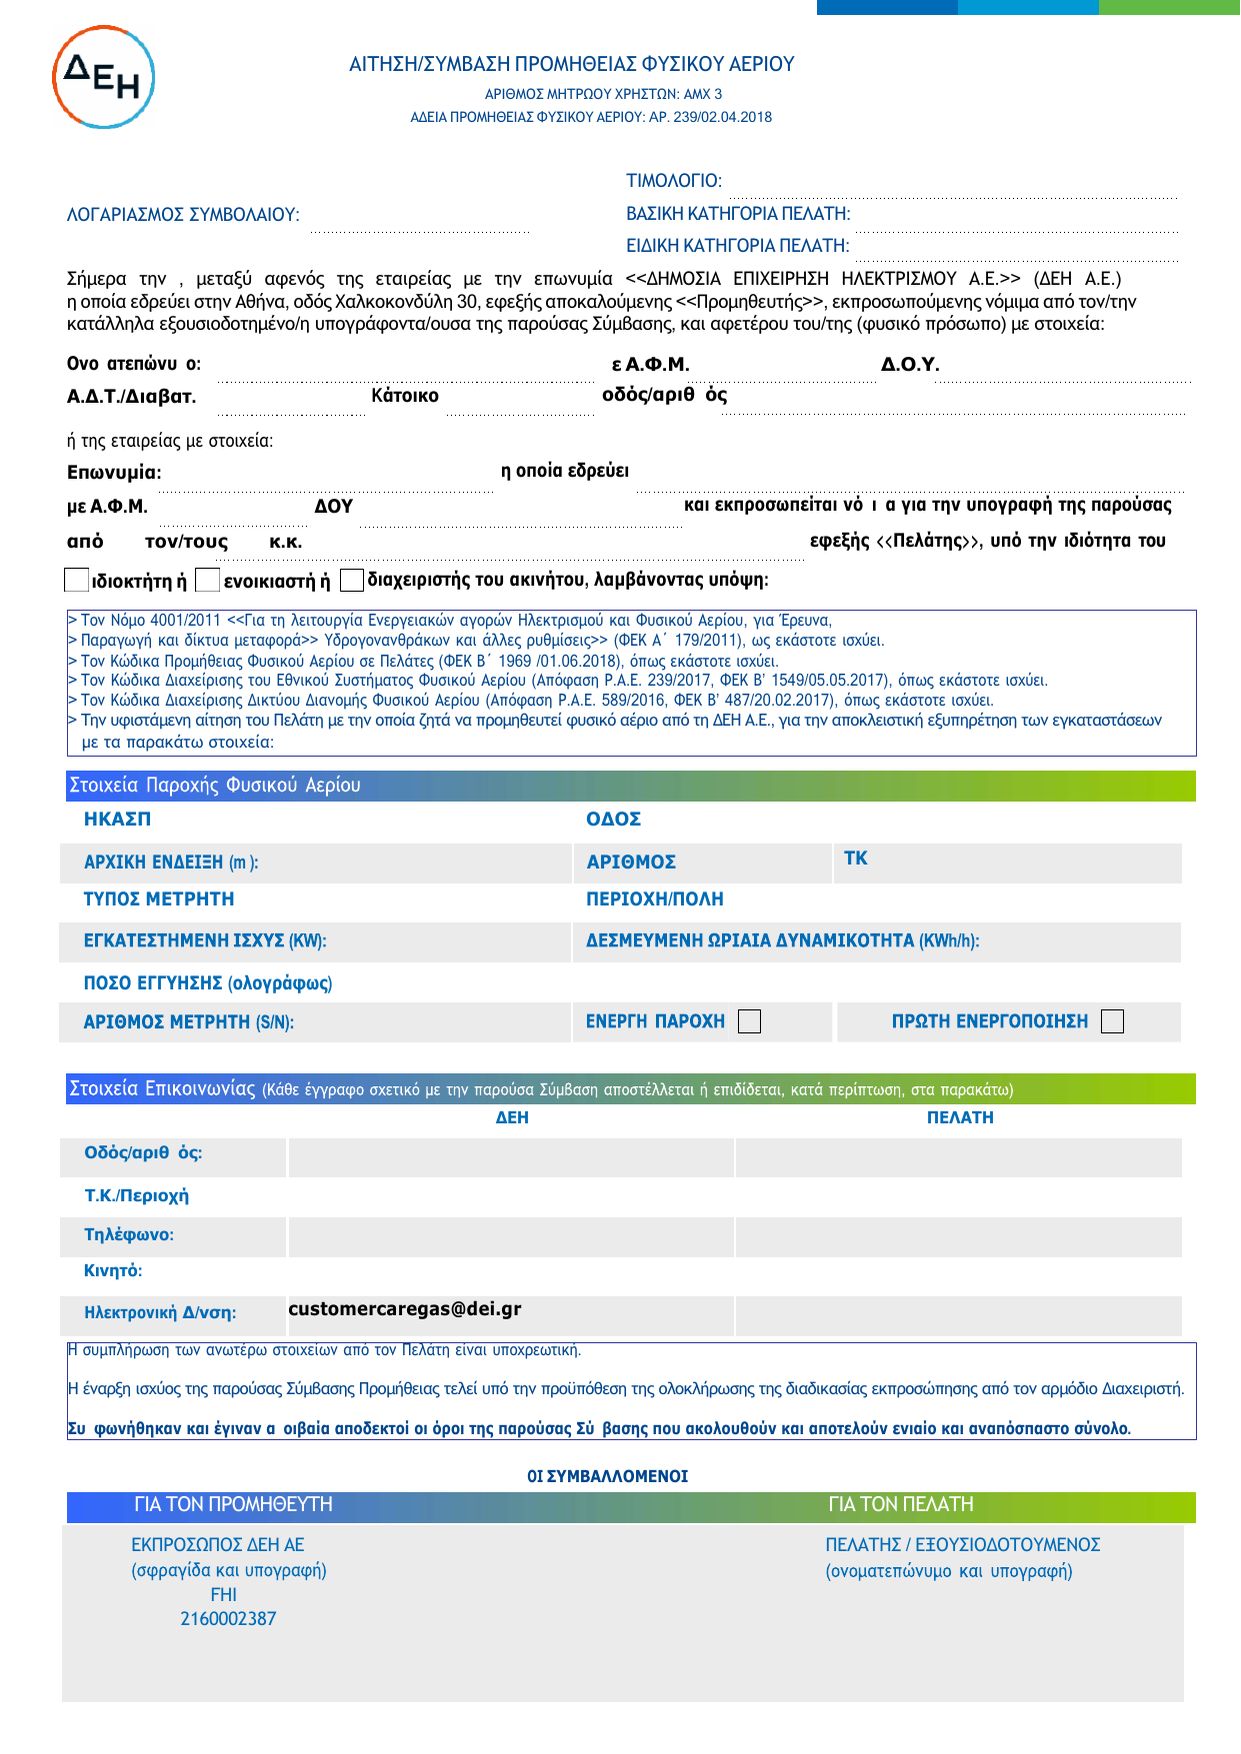 ΔΕΗ
ΑΙΤΗΣΗ/ΣΥΜΒΑΣΗ ΠΡΟΜΗΘΕΙΑΣ ΦΥΣΙΚΟΥ ΑΕΡΙΟΥ
ΑΡΙΘΜΟΣ ΜΗΤΡΩΟΥ ΧΡΗΣΤΩΝ: ΑΜΧ 3
ΑΔΕΙΑ ΠΡΟΜΗΘΕΙΑΣ ΦΥΣΙΚΟΥ ΑΕΡΙΟΥ: ΑΡ. 239/02.04.2018
ΤΙΜΟΛΟΓΙΟ:
ΛΟΓΑΡΙΑΣΜΟΣ ΣΥΜΒΟΛΑΙΟΥ: ΒΑΣΙΚΗ ΚΑΤΗΓΟΡΙΑ ΠΕΛΑΤΗ:
ΕΙΔΙΚΗ ΚΑΤΗΓΟΡΙΑ ΠΕΛΑΤΗ:
Σήμερα την , μεταξύ αφενός της εταιρείας με την επωνυμία <<ΔΗΜΟΣΙΑ ΕΠΙΧΕΙΡΗΣΗ ΗΛΕΚΤΡΙΣΜΟΥ Α.Ε.>> (ΔΕΗ Α.Ε.)
η οποία εδρεύει στην Αθήνα, οδός Χαλκοκονδύλη 30, εφεξής αποκαλούμενης <<Προμηθευτής>>, εκπροσωπούμενης νόμιμα από τον/την
κατάλληλα εξουσιοδοτημένο/η υπογράφοντα/ουσα της παρούσας Σύμβασης, και αφετέρου του/της (φυσικό πρόσωπο) με στοιχεία:
Ονο ατεπώνυ ο: ε Α.Φ.Μ. Δ.Ο.Υ.
Α.Δ.Τ./Διαβατ. Κάτοικο οδός/αριθ ός
ή της εταιρείας με στοιχεία:
Επωνυμία: η οποία εδρεύει
με Α.Φ.Μ. ΔΟΥ και εκπροσωπείται νό ι α για την υπογραφή της παρούσας
από τον/τους κ.κ. εφεξής <<Πελάτης>>, υπό την ιδιότητα του
ιδιοκτήτη ή ενοικιαστή ή διαχειριστής του ακινήτου, λαμβάνοντας υπόψη:
> Τον Νόμο 4001/2011 <<Για τη λειτουργία Ενεργειακών αγορών Ηλεκτρισμού και Φυσικού Αερίου, για Έρευνα,
> Παραγωγή και δίκτυα μεταφορά>> Υδρογονανθράκων και άλλες ρυθμίσεις>> (ΦΕΚ Α΄ 179/2011), ως εκάστοτε ισχύει.
> Τον Κώδικα Προμήθειας Φυσικού Αερίου σε Πελάτες (ΦΕΚ Β΄ 1969 /01.06.2018), όπως εκάστοτε ισχύει.
> Τον Κώδικα Διαχείρισης του Εθνικού Συστήματος Φυσικού Αερίου (Απόφαση Ρ.Α.Ε. 239/2017, ΦΕΚ Β’ 1549/05.05.2017), όπως εκάστοτε ισχύει.
> Τον Κώδικα Διαχείρισης Δικτύου Διανομής Φυσικού Αερίου (Απόφαση Ρ.Α.Ε. 589/2016, ΦΕΚ Β’ 487/20.02.2017), όπως εκάστοτε ισχύει.
> Την υφιστάμενη αίτηση του Πελάτη με την οποία ζητά να προμηθευτεί φυσικό αέριο από τη ΔΕΗ Α.Ε., για την αποκλειστική εξυπηρέτηση των εγκαταστάσεων
με τα παρακάτω στοιχεία:
Στοιχεία Παροχής Φυσικού Αερίου
ΗΚΑΣΠ ΟΔΟΣ
ΑΡΧΙΚΗ ΕΝΔΕΙΞΗ (m ): ΑΡΙΘΜΟΣ ΤΚ
ΤΥΠΟΣ ΜΕΤΡΗΤΗ ΠΕΡΙΟΧΗ/ΠΟΛΗ
ΕΓΚΑΤΕΣΤΗΜΕΝΗ ΙΣΧΥΣ (KW): ΔΕΣΜΕΥΜΕΝΗ ΩΡΙΑΙΑ ΔΥΝΑΜΙΚΟΤΗΤΑ (KWh/h):
ΠΟΣΟ ΕΓΓΥΗΣΗΣ (ολογράφως)
ΑΡΙΘΜΟΣ ΜΕΤΡΗΤΗ (S/N): ΕΝΕΡΓΗ ΠΑΡΟΧΗ ΠΡΩΤΗ ΕΝΕΡΓΟΠΟΙΗΣΗ
Στοιχεία Επικοινωνίας (Κάθε έγγραφο σχετικό με την παρούσα Σύμβαση αποστέλλεται ή επιδίδεται, κατά περίπτωση, στα παρακάτω)
ΔΕΗ ΠΕΛΑΤΗ
Οδός/αριθ ός:
Τ.Κ./Περιοχή
Τηλέφωνο:
Κινητό:
Ηλεκτρονική Δ/νση: customercaregas@dei.gr
Η συμπλήρωση των ανωτέρω στοιχείων από τον Πελάτη είναι υποχρεωτική.
Η έναρξη ισχύος της παρούσας Σύμβασης Προμήθειας τελεί υπό την προϋπόθεση της ολοκλήρωσης της διαδικασίας εκπροσώπησης από τον αρμόδιο Διαχειριστή.
Συ φωνήθηκαν και έγιναν α οιβαία αποδεκτοί οι όροι της παρούσας Σύ βασης που ακολουθούν και αποτελούν ενιαίο και αναπόσπαστο σύνολο.
ΟΙ ΣΥΜΒΑΛΛΟΜΕΝΟΙ
ΓΙΑ ΤΟΝ ΠΡΟΜΗΘΕΥΤΗ ΓΙΑ ΤΟΝ ΠΕΛΑΤΗ
ΕΚΠΡΟΣΩΠΟΣ ΔΕΗ ΑΕ ΠΕΛΑΤΗΣ / ΕΞΟΥΣΙΟΔΟΤΟΥΜΕΝΟΣ
(σφραγίδα και υπογραφή) (ονοματεπώνυμο και υπογραφή)
FHI
2160002387